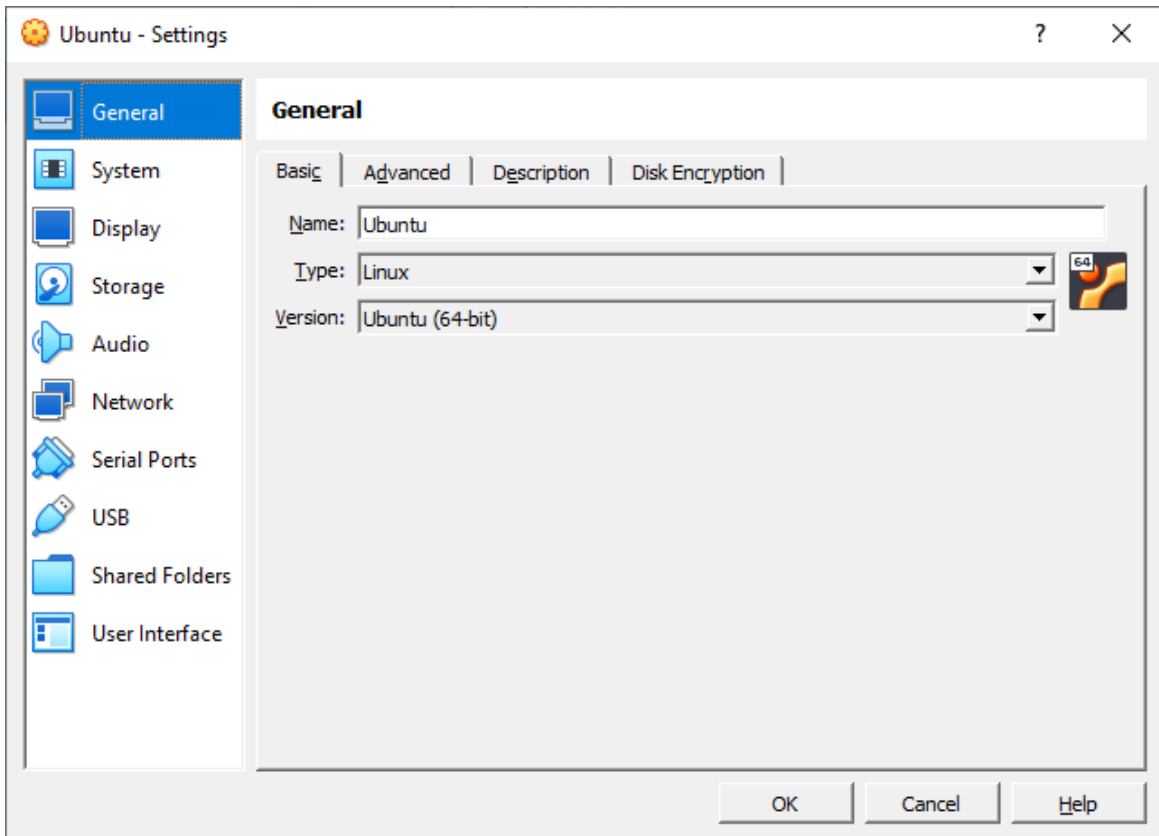 Ubuntu - Settings
?
General
System
Display
Storage
Audio
Network
Serial Ports
USB
Shared Folders
User Interface
General
Basic
Advanced
Description
Disk Encryption
Name: Ubuntu
Type: Linux
64
Version: Ubuntu (64-bit)
OK
Cancel
Help